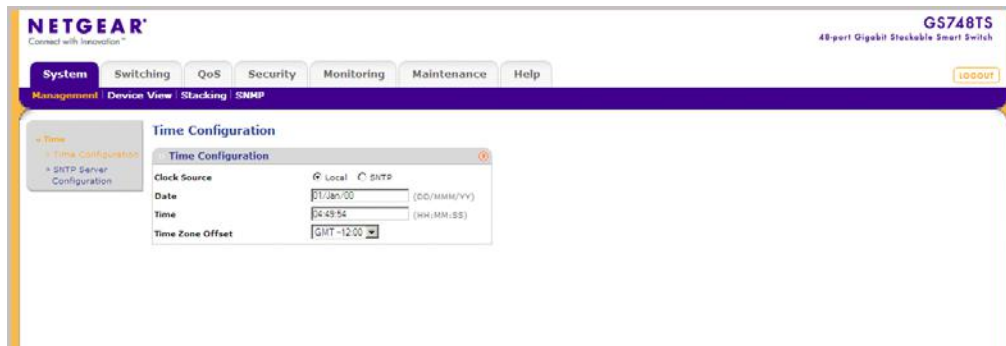 NETGEAR
Connect with Innovation™
GS748TS
48-port Gigabit Stackable Smart Switch
System Switching QoS Security Monitoring Maintenance Help
LOGOUT
Management Device View Stacking SNMP
Time
Time Configuration
SNTP Server
Configuration
Time Configuration
Time Configuration
Clock Source Local SNTP
Date 01/Jan/00 (DD/MMM/YY)
Time 04:49:54 (HH:MM:SS)
Time Zone Offset GMT -12:00